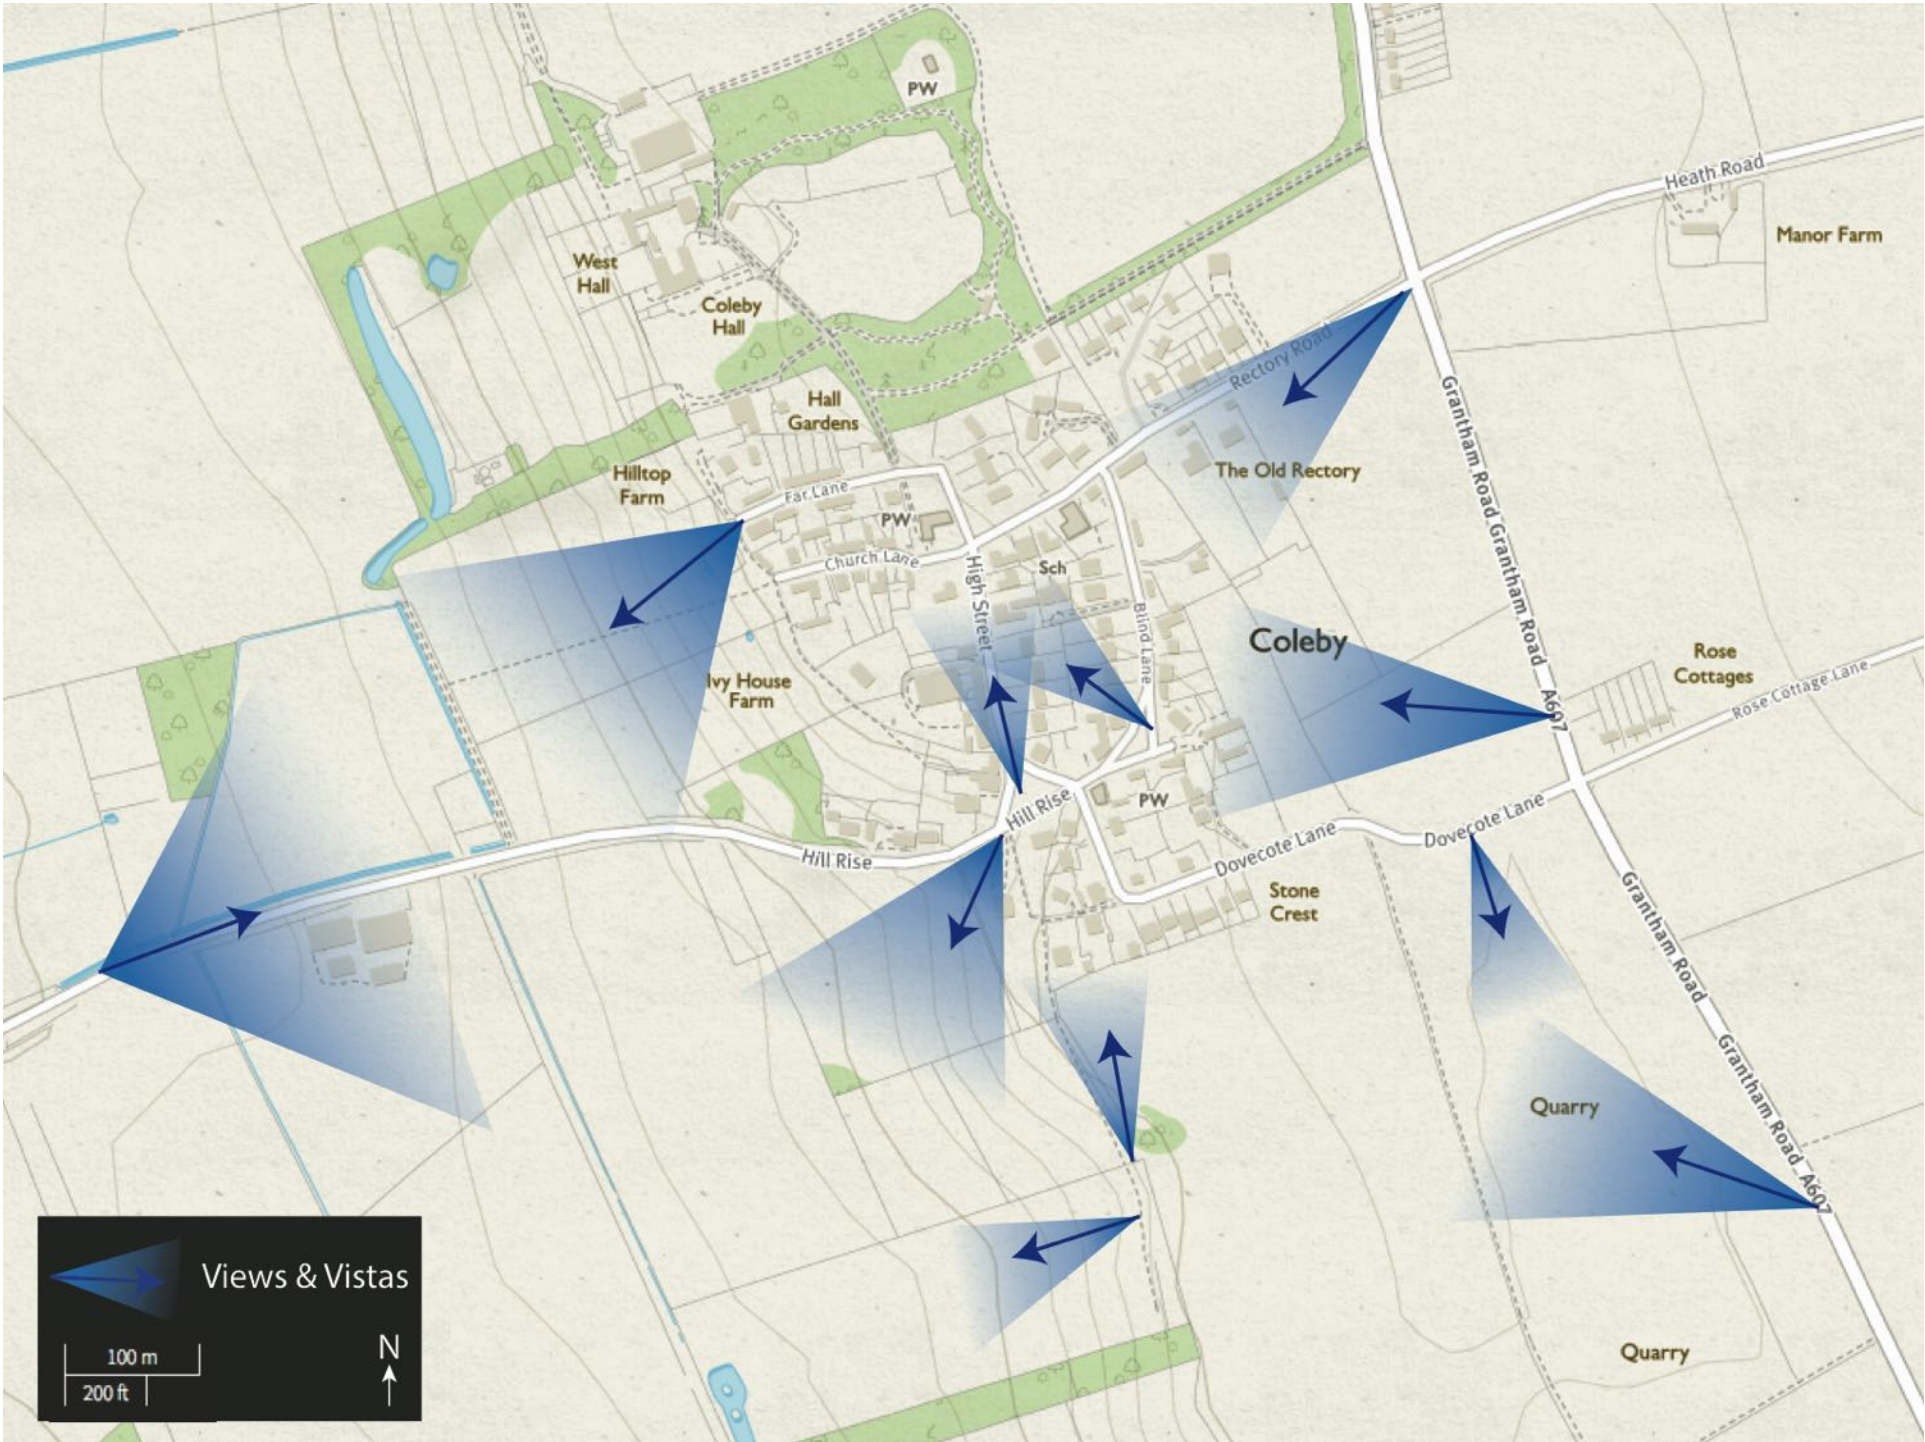 PW
Heath Road
Manor Farm
West
Hall
Coleby
Hall
Rectory Road
Hall
Gardens
Grantham Road
Grantham Road
The Old Rectory
Hilltop
Farm
Far Lane
PW
Church Lane
High Street
Sch
Blind Lane
Coleby
Rose
Cottages
Rose Cottage Lane
Ivy House
Farm
A607
Hill Rise
PW
Dovecote Lane
Dovecote Lane
Hill Rise
Stone
Crest
Grantham Road
Grantham Road
A607
Quarry
Quarry
Views & Vistas
N
100 m
200 ft